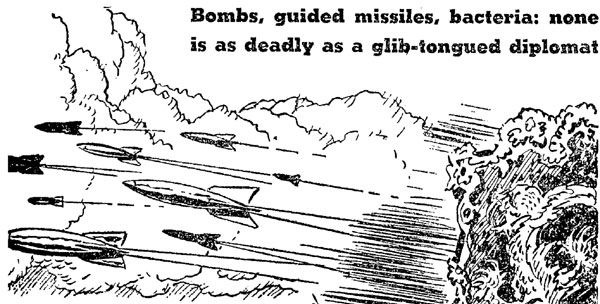 Bombs, guided missiles, bacteria: none
is as deadly as a glib-tongued diplomat